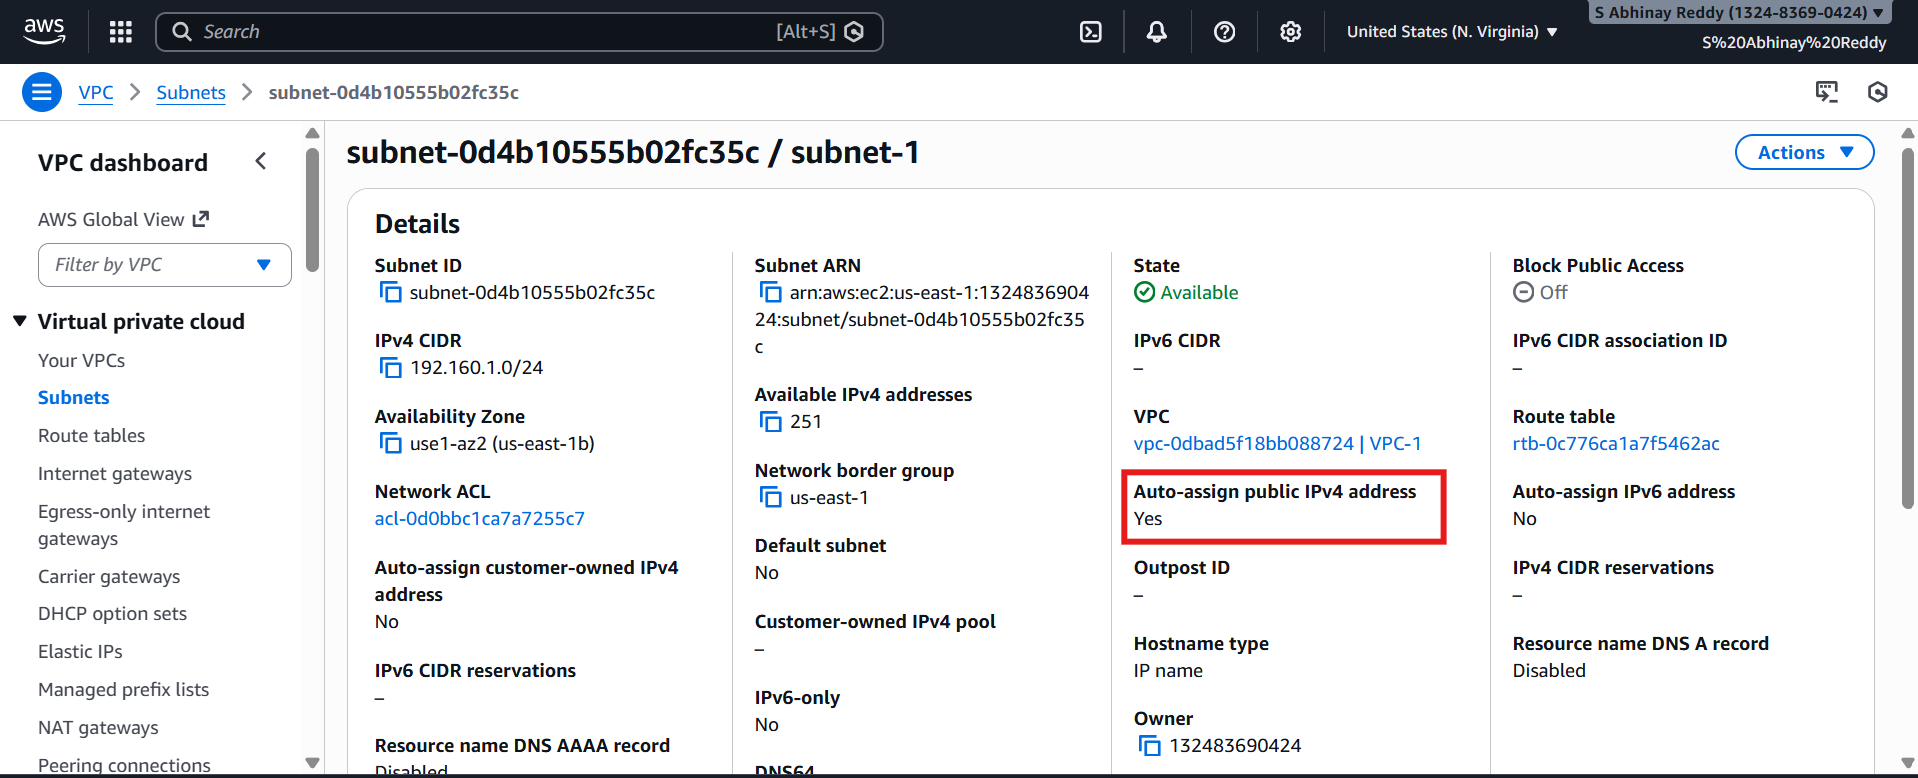 aws
Search
[Alt+S]
United States (N. Virginia)
S Abhinay Reddy (1324-8369-0424)
S%20Abhinay%20Reddy
VPC
Subnets
subnet-0d4b10555b02fc35c
VPC dashboard
AWS Global View
Filter by VPC
Virtual private cloud
Your VPCs
Subnets
Route tables
Internet gateways
Egress-only internet
gateways
Carrier gateways
DHCP option sets
Elastic IPs
Managed prefix lists
NAT gateways
Peering connections
subnet-0d4b10555b02fc35c / subnet-1
Actions
Details
Subnet ID
subnet-0d4b10555b02fc35c
IPv4 CIDR
192.160.1.0/24
Availability Zone
use1-az2 (us-east-1b)
Network ACL
acl-0d0bbc1ca7a7255c7
Auto-assign customer-owned IPv4
address
No
IPv6 CIDR reservations
–
Resource name DNS AAAA record
Disabled
Subnet ARN
arn:aws:ec2:us-east-1:1324836904
24:subnet/subnet-0d4b10555b02fc35
c
Available IPv4 addresses
251
Network border group
us-east-1
Default subnet
No
Customer-owned IPv4 pool
–
IPv6-only
No
DNS64
State
Available
IPv6 CIDR
–
VPC
vpc-0dbad5f18bb088724 | VPC-1
Auto-assign public IPv4 address
Yes
Outpost ID
–
Hostname type
IP name
Owner
132483690424
Block Public Access
Off
IPv6 CIDR association ID
–
Route table
rtb-0c776ca1a7f5462ac
Auto-assign IPv6 address
No
IPv4 CIDR reservations
–
Resource name DNS A record
Disabled